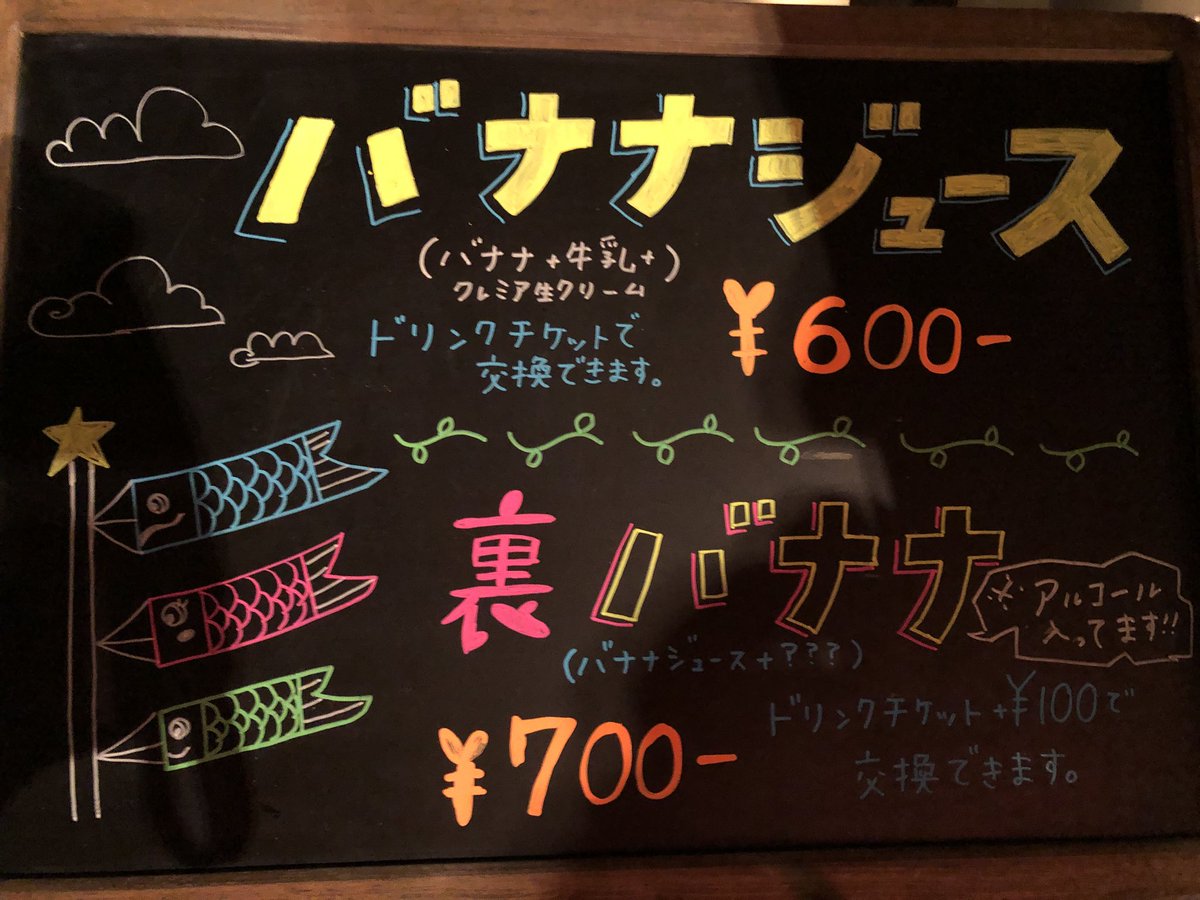 バナナジュース
(バナナ+牛乳+
クレミア生クリーム)
¥600-
ドリンクチケットで
交換できます。
裏バナナ
※アルコール
入ってます!!
(バナナジュース+???)
¥700-
ドリンクチケット+¥100で
交換できます。